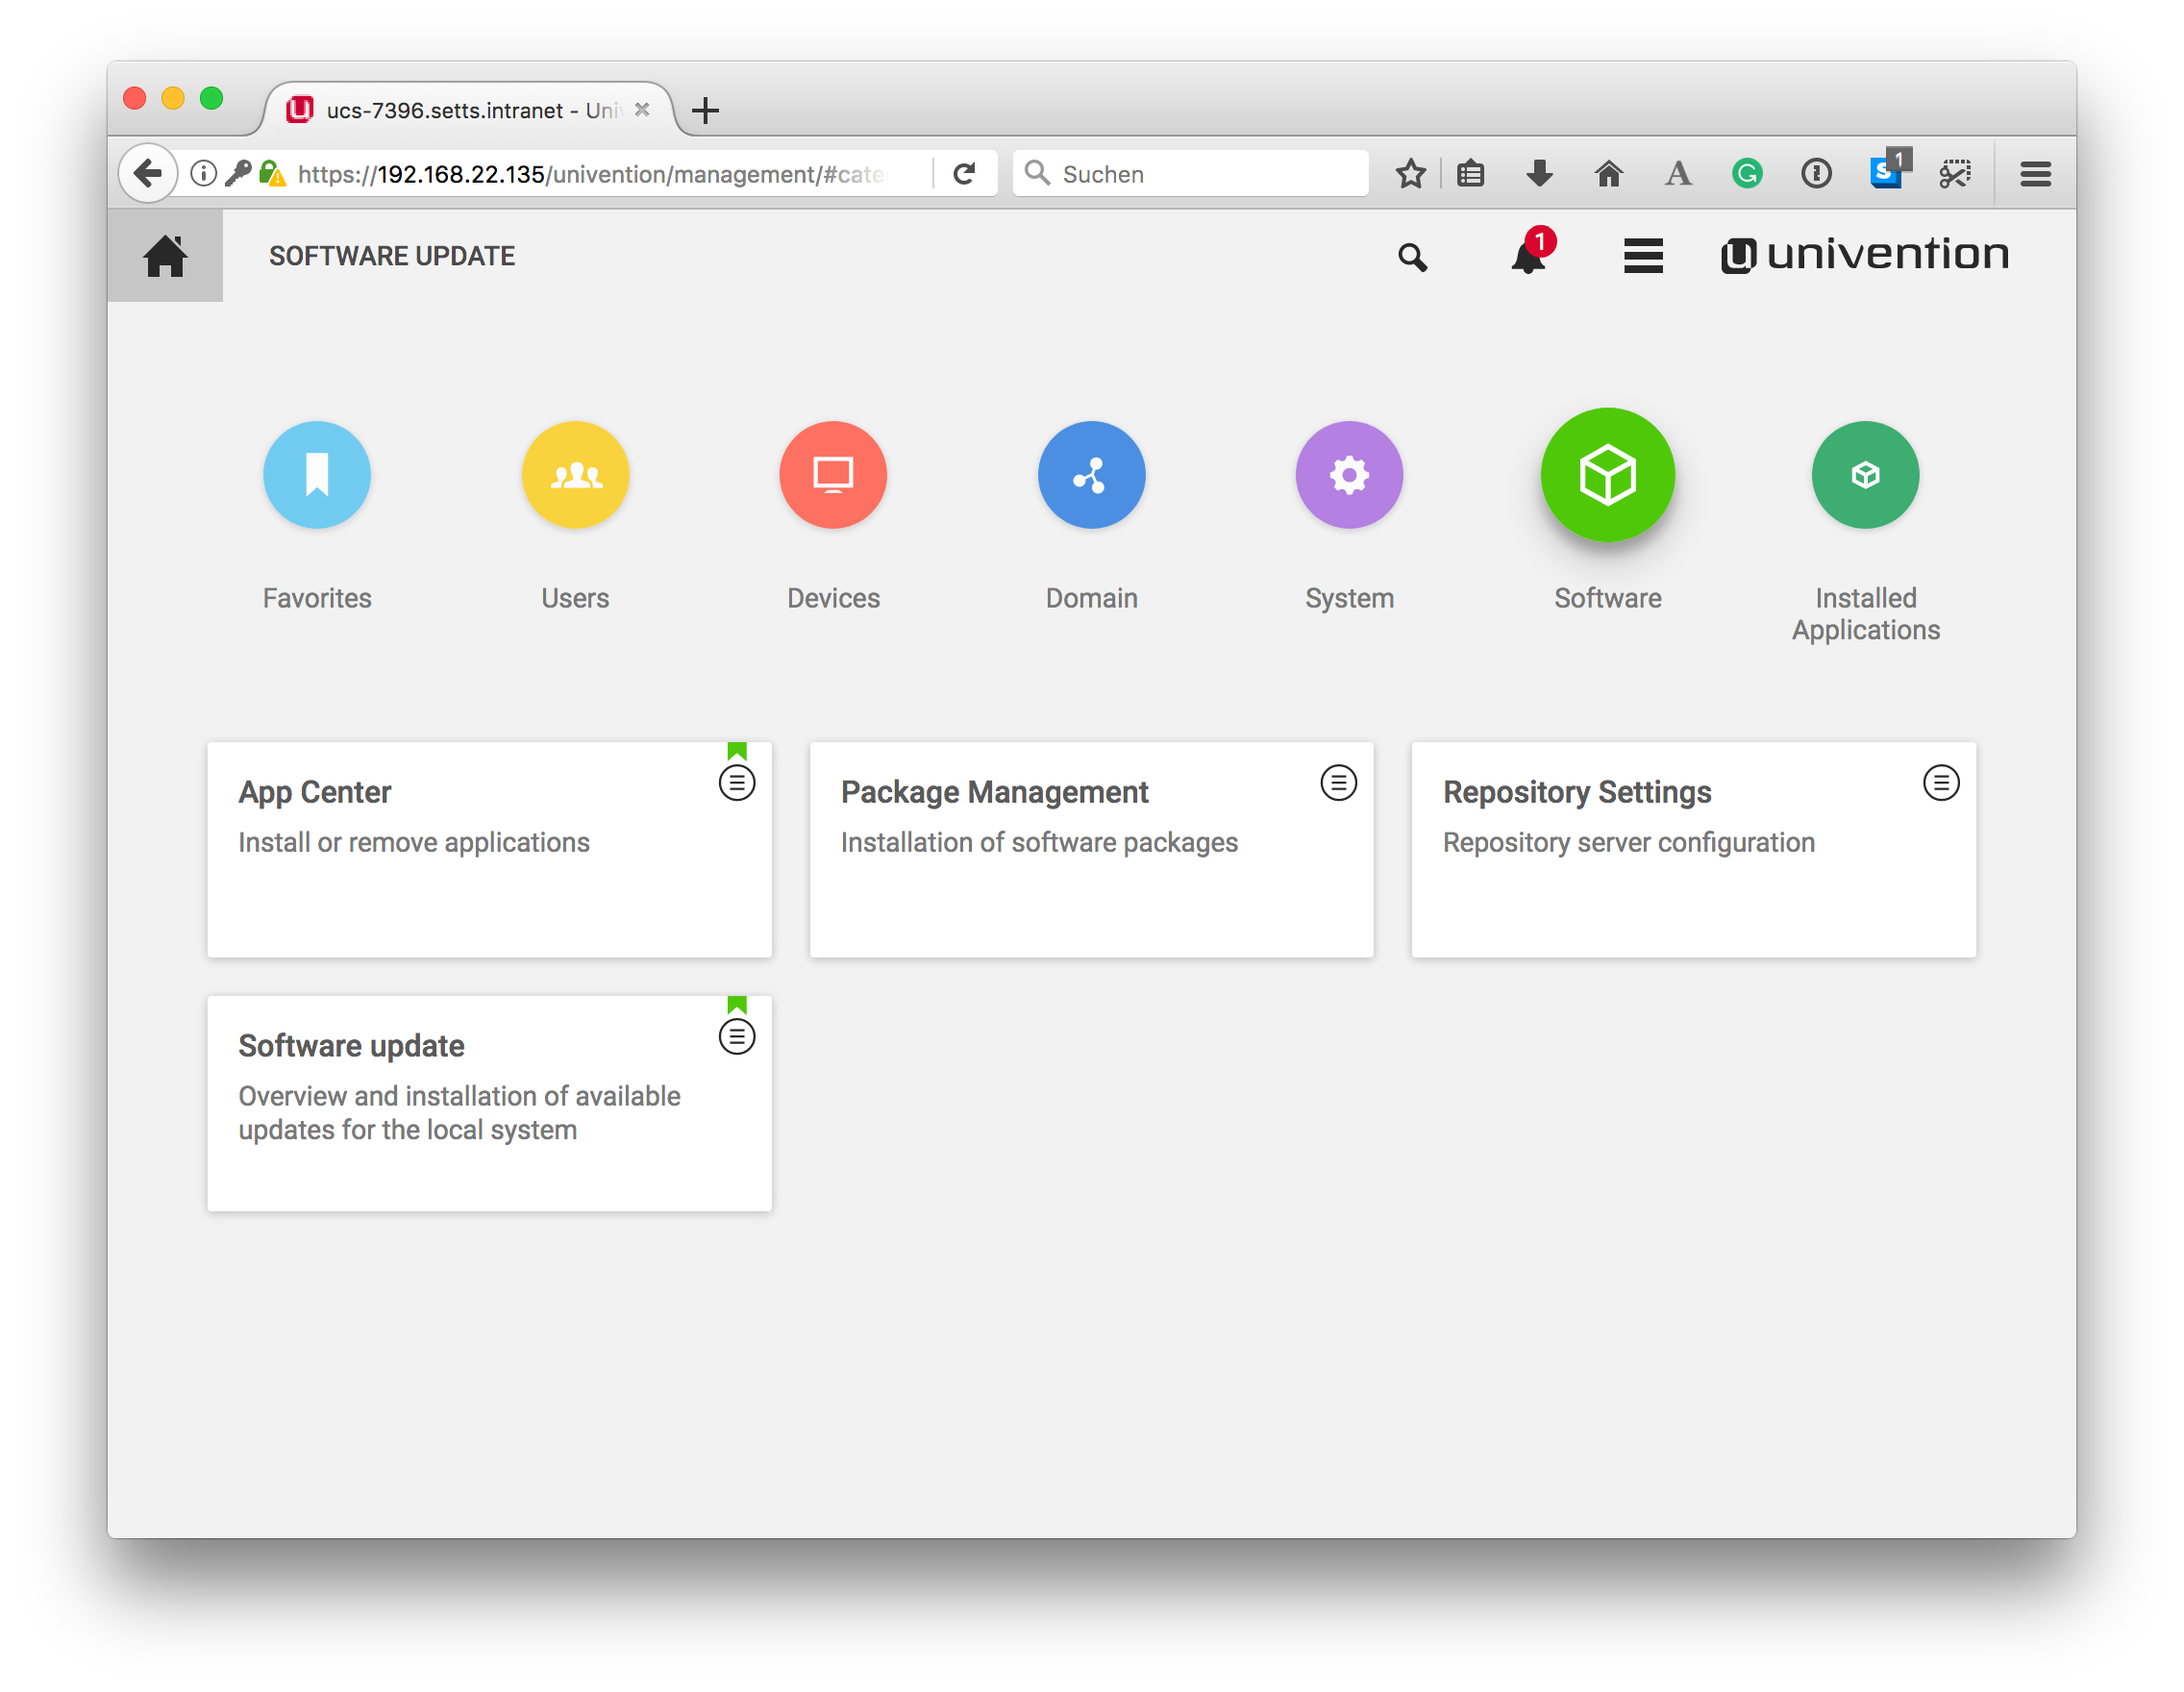 ucs-7396.setts.intranet - Uni
https://192.168.22.135/univention/management/#cate
Suchen
1
SOFTWARE UPDATE
1
univention
Favorites
Users
Devices
Domain
System
Software
Installed
Applications
App Center
Install or remove applications
Package Management
Installation of software packages
Repository Settings
Repository server configuration
Software update
Overview and installation of available
updates for the local system